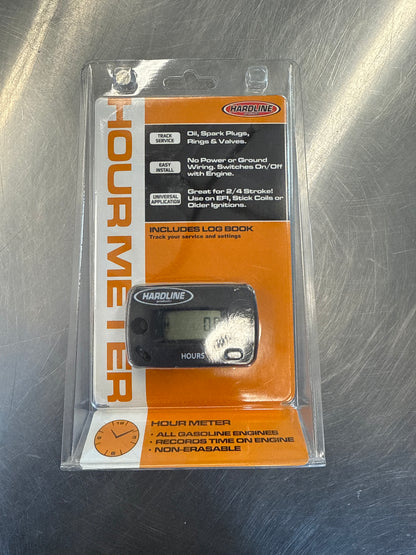 HOUR METER
HARDLINE
TRACK
SERVICE
Oil, Spark Plugs,
Rings & Valves.
EASY
INSTALL
No Power or Ground
Wiring. Switches On/Off
with Engine.
UNIVERSAL
APPLICATION
Great for 2/4 Stroke!
Use on EFI, Stick Coils or
Older Ignitions.
INCLUDES LOG BOOK
Track your service and settings
HARDLINE
HOURS
HOUR METER
• ALL GASOLINE ENGINES
• RECORDS TIME ON ENGINE
• NON-ERASABLE